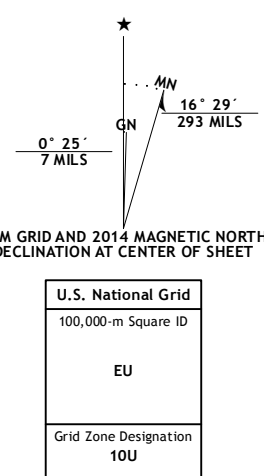 MN
GN
16° 29´
293 MILS
0° 25´
7 MILS
M GRID AND 2014 MAGNETIC NORTH
DECLINATION AT CENTER OF SHEET
U.S. National Grid
100,000-m Square ID
EU
Grid Zone Designation
10U